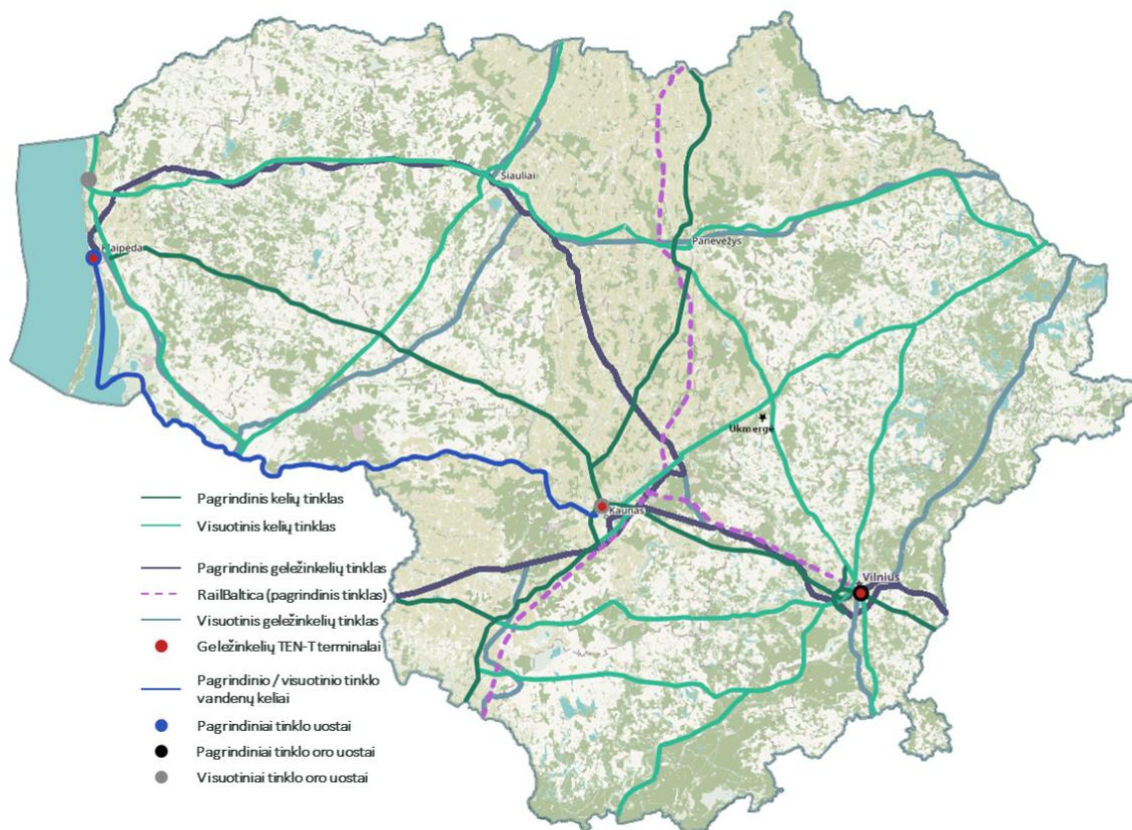 Šiauliai
Panevėžys
Klaipėda
Ukmerge
Kaunas
Vilnius
Pagrindinis kelių tinklas
Visuotinis kelių tinklas
Pagrindinis geležinkelių tinklas
RailBaltica (pagrindinis tinklas)
Visuotinis geležinkelių tinklas
Geležinkelių TEN-T terminalai
Pagrindinio / visuotinio tinklo
vandenų keliai
Pagrindiniai tinklo uostai
Pagrindiniai tinklo oro uostai
Visuotiniai tinklo oro uostai